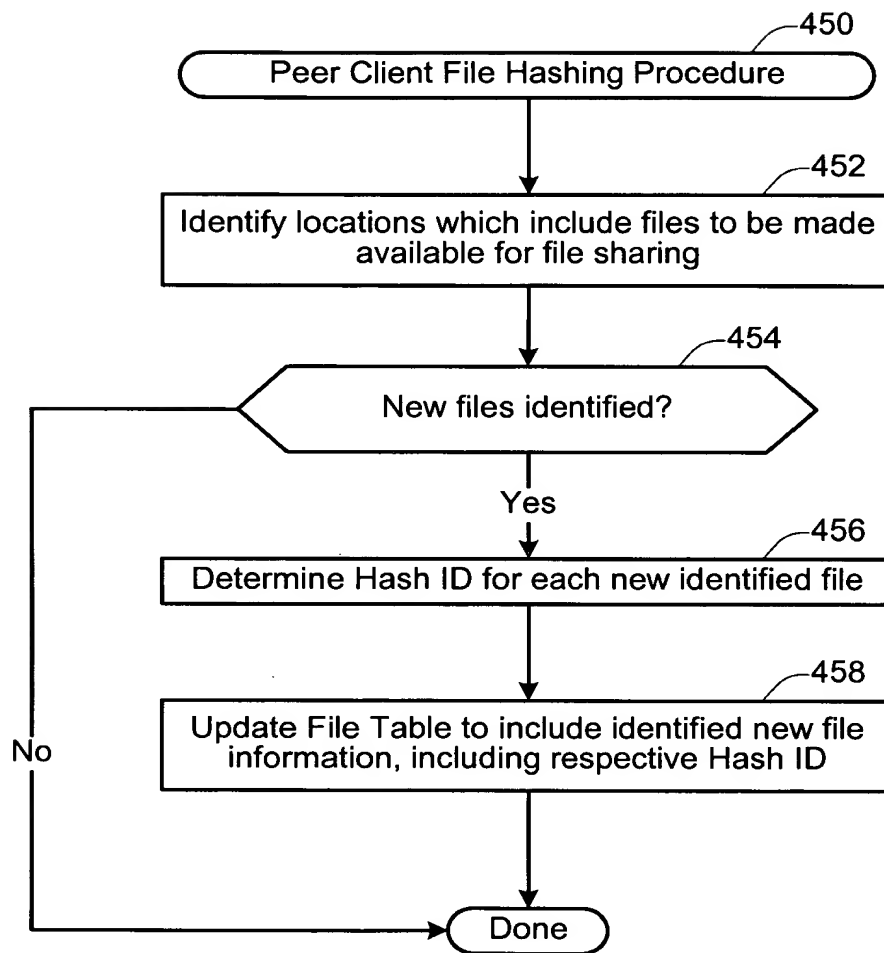 450
Peer Client File Hashing Procedure
452
Identify locations which include files to be made
available for file sharing
454
New files identified?
Yes
456
Determine Hash ID for each new identified file
458
Update File Table to include identified new file
information, including respective Hash ID
No
Done